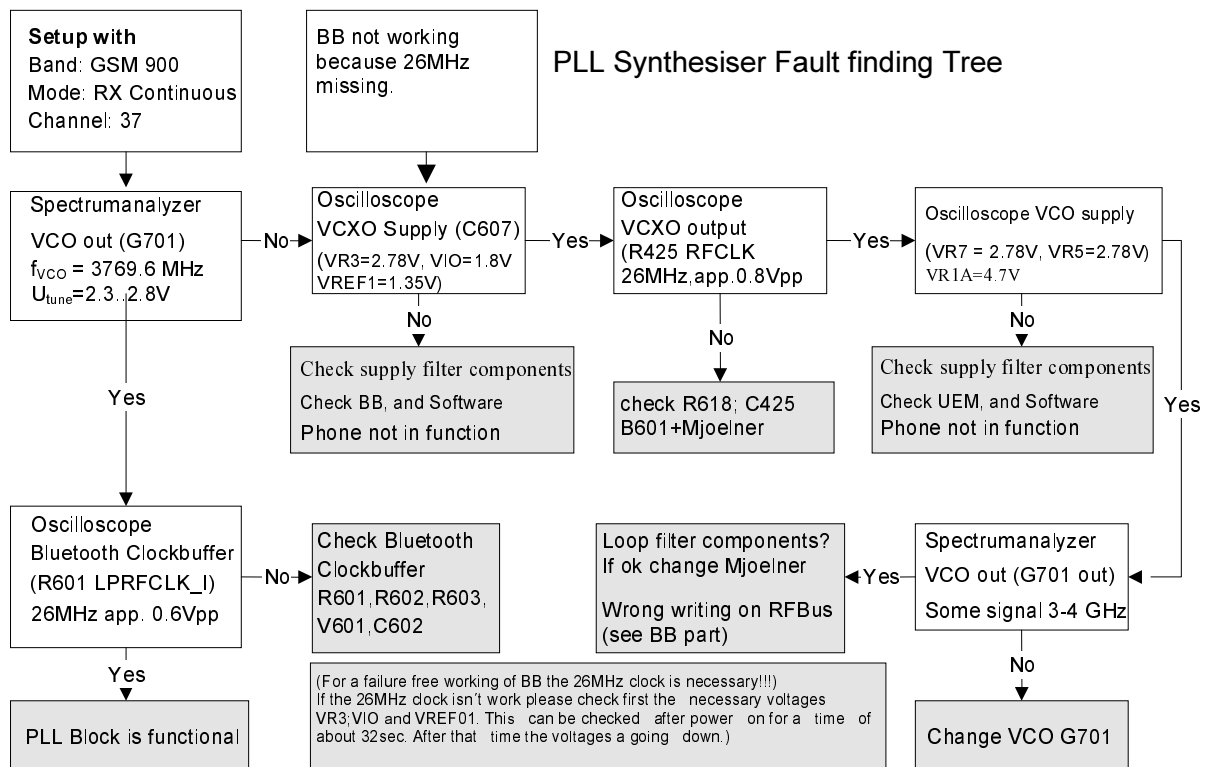 Setup with
Band: GSM 900
Mode: RX Continuous
Channel: 37
BB not working
because 26MHz
missing.
PLL Synthesiser Fault finding Tree
Spectrumanalyzer
VCO out (G701)
fVCO = 3769.6 MHz
Utune=2.3..2.8V
No
Oscilloscope
VCXO Supply (C607)
(VR3=2.78V, VIO=1.8V
VREF1=1.35V)
Yes
Oscilloscope
VCXO output
(R425 RFCLK
26MHz,app.0.8Vpp
Yes
Oscilloscope VCO supply
(VR7 = 2.78V, VR5=2.78V)
VR1A=4.7V
No
No
No
Check supply filter components
Check BB, and Software
Phone not in function
check R618; C425
B601+Mjoelner
Check supply filter components
Check UEM, and Software
Phone not in function
Yes
Yes
Oscilloscope
Bluetooth Clockbuffer
(R601 LPRFCLK_I)
26MHz app. 0.6Vpp
No
Check Bluetooth
Clockbuffer
R601,R602,R603,
V601,C602
Loop filter components?
If ok change Mjoelner
Wrong writing on RFBus
(see BB part)
Yes
Spectrumanalyzer
VCO out (G701 out)
Some signal 3-4 GHz
Yes
No
PLL Block is functional
(For a failure free working of BB the 26MHz clock is necessary!!!)
If the 26MHz clock isn´t work please check first the necessary voltages
VR3;VIO and VREF01. This can be checked after power on for a time of
about 32sec. After that time the voltages a going down.)
Change VCO G701